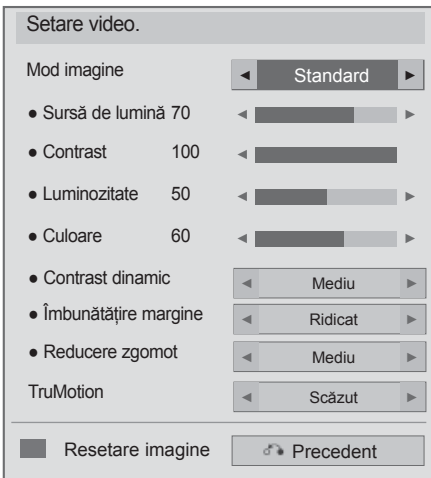 Setare video.
Mod imagine ◄ Standard ►
● Sursă de lumină 70 ◄ ►
● Contrast 100 ◄
● Luminozitate 50 ◄ ►
● Culoare 60 ◄ ►
● Contrast dinamic ◄ Mediu ►
● Îmbunătățire margine ◄ Ridicat ►
● Reducere zgomot ◄ Mediu ►
TruMotion ◄ Scăzut ►
Resetare imagine Precedent